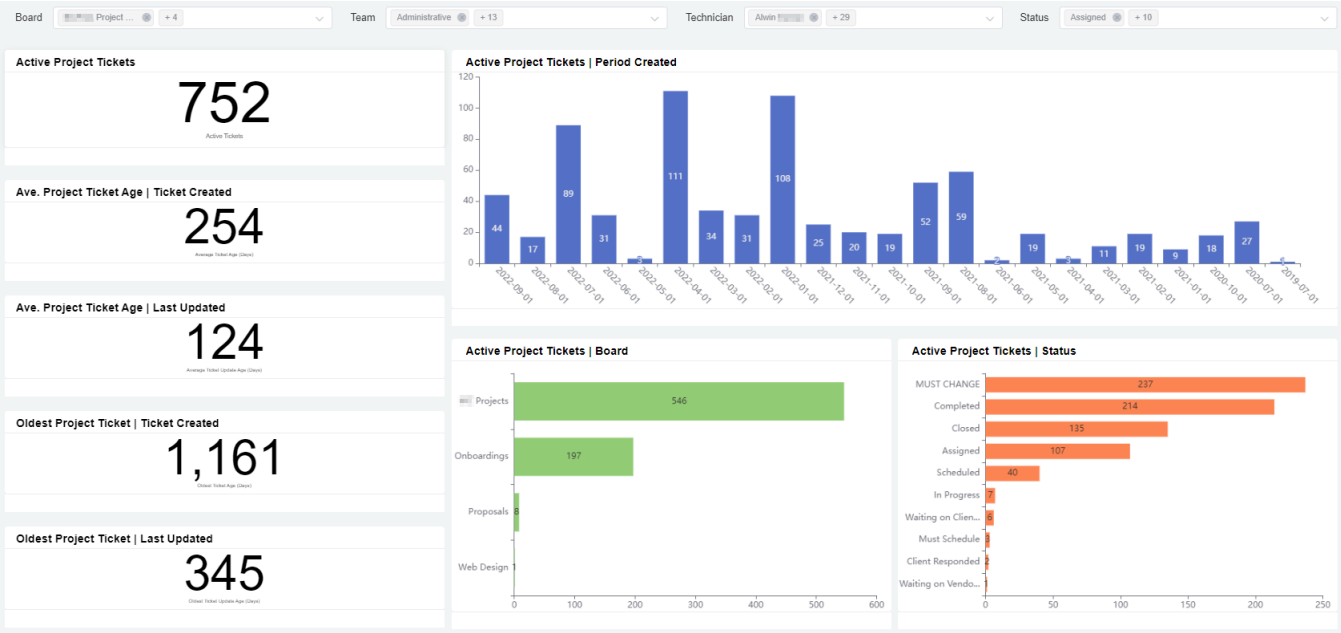 Board Project ... + 4 Team Administrative + 13 Technician Alwin + 29 Status Assigned + 10
Active Project Tickets
752
Active Tickets
Ave. Project Ticket Age | Ticket Created
254
Average Ticket Age (Days)
Ave. Project Ticket Age | Last Updated
124
Average Ticket Update Age (Days)
Oldest Project Ticket | Ticket Created
1,161
Oldest Ticket Age (Days)
Oldest Project Ticket | Last Updated
345
Oldest Ticket Update Age (Days)
Active Project Tickets | Period Created
120
100
80
60
40
20
0
44 17 89 31 3 111 34 31 108 25 20 19 52 59 2 19 3 11 19 9 18 27 1
2022-09-01 2022-08-01 2022-07-01 2022-06-01 2022-05-01 2022-04-01 2022-03-01 2022-02-01 2022-01-01 2021-12-01 2021-11-01 2021-10-01 2021-09-01 2021-08-01 2021-06-01 2021-05-01 2021-04-01 2021-03-01 2021-02-01 2021-01-01 2020-10-01 2020-07-01 2019-07-01
Active Project Tickets | Board
Projects 546
Onboardings 197
Proposals 8
Web Design 1
0 100 200 300 400 500 600
Active Project Tickets | Status
MUST CHANGE 237
Completed 214
Closed 135
Assigned 107
Scheduled 40
In Progress 7
Waiting on Clien... 6
Must Schedule 3
Client Responded 2
Waiting on Vendo... 1
0 50 100 150 200 250